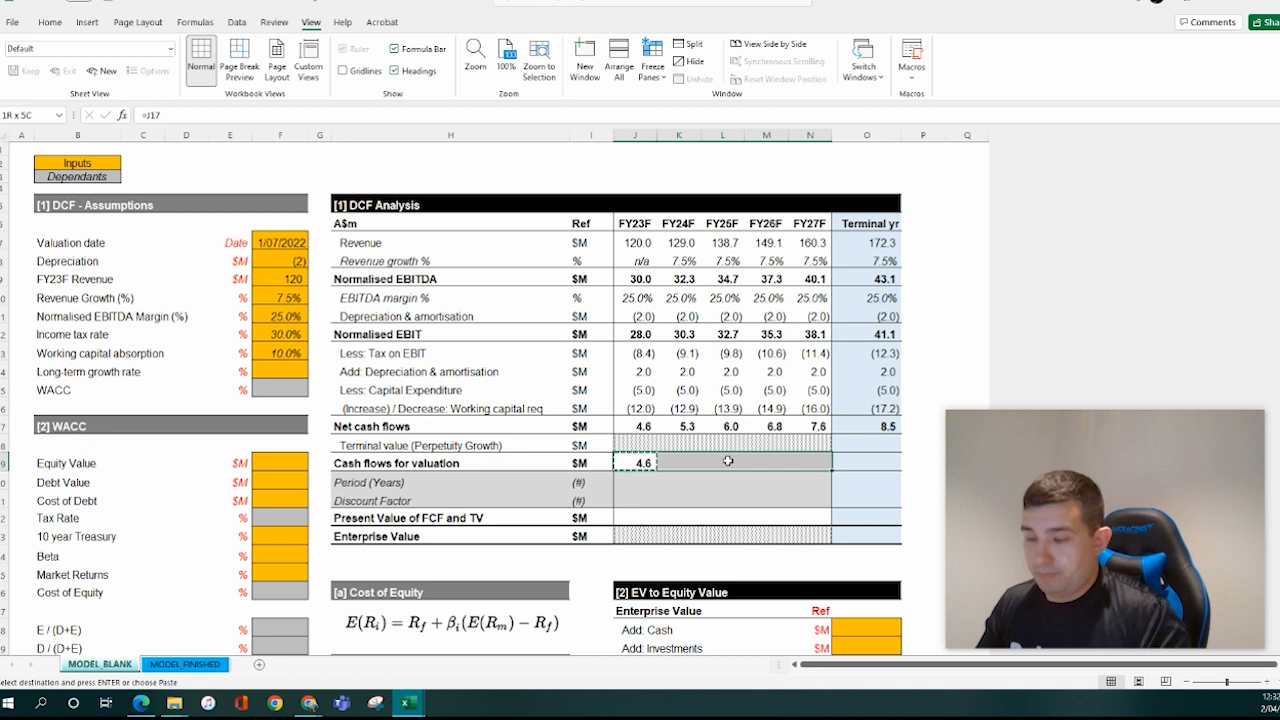 File Home Insert Page Layout Formulas Data Review View Help Acrobat Comments Sha
Default
Keep Exit New Options
Normal Page Break Preview Page Layout Custom Views
Ruler Formula Bar
Gridlines Headings
Zoom 100% Zoom to Selection
New Window Arrange All Freeze Panes
Split
Hide
Unhide
View Side by Side
Synchronous Scrolling
Reset Window Position
Switch Windows
Macros
Sheet View Workbook Views Show Zoom Window Macros
1R x 5C fx =J17
A B C D E F G H I J K L M N O P Q
Inputs
Dependants
[1] DCF - Assumptions
Valuation date Date 1/07/2022
Depreciation $M (2)
FY23F Revenue $M 120
Revenue Growth (%) % 7.5%
Normalised EBITDA Margin (%) % 25.0%
Income tax rate % 30.0%
Working capital absorption % 10.0%
Long-term growth rate %
WACC %
[2] WACC
Equity Value $M
Debt Value $M
Cost of Debt $M
Tax Rate %
10 year Treasury %
Beta %
Market Returns %
Cost of Equity %
E / (D+E) %
D / (D+E) %
[1] DCF Analysis
A$m Ref FY23F FY24F FY25F FY26F FY27F Terminal yr
Revenue $M 120.0 129.0 138.7 149.1 160.3 172.3
Revenue growth % % n/a 7.5% 7.5% 7.5% 7.5% 7.5%
Normalised EBITDA $M 30.0 32.3 34.7 37.3 40.1 43.1
EBITDA margin % % 25.0% 25.0% 25.0% 25.0% 25.0% 25.0%
Depreciation & amortisation $M (2.0) (2.0) (2.0) (2.0) (2.0) (2.0)
Normalised EBIT $M 28.0 30.3 32.7 35.3 38.1 41.1
Less: Tax on EBIT $M (8.4) (9.1) (9.8) (10.6) (11.4) (12.3)
Add: Depreciation & amortisation $M 2.0 2.0 2.0 2.0 2.0 2.0
Less: Capital Expenditure $M (5.0) (5.0) (5.0) (5.0) (5.0) (5.0)
(Increase) / Decrease: Working capital req $M (12.0) (12.9) (13.9) (14.9) (16.0) (17.2)
Net cash flows $M 4.6 5.3 6.0 6.8 7.6 8.5
Terminal value (Perpetuity Growth) $M
Cash flows for valuation $M 4.6
Period (Years) (#)
Discount Factor (#)
Present Value of FCF and TV $M
Enterprise Value $M
[a] Cost of Equity
E(Ri) = Rf + βi(E(Rm) − Rf)
[2] EV to Equity Value
Enterprise Value Ref
Add: Cash $M
Add: Investments $M
MODEL_BLANK MODEL_FINISHED
elect destination and press ENTER or choose Paste
12:32
2/04